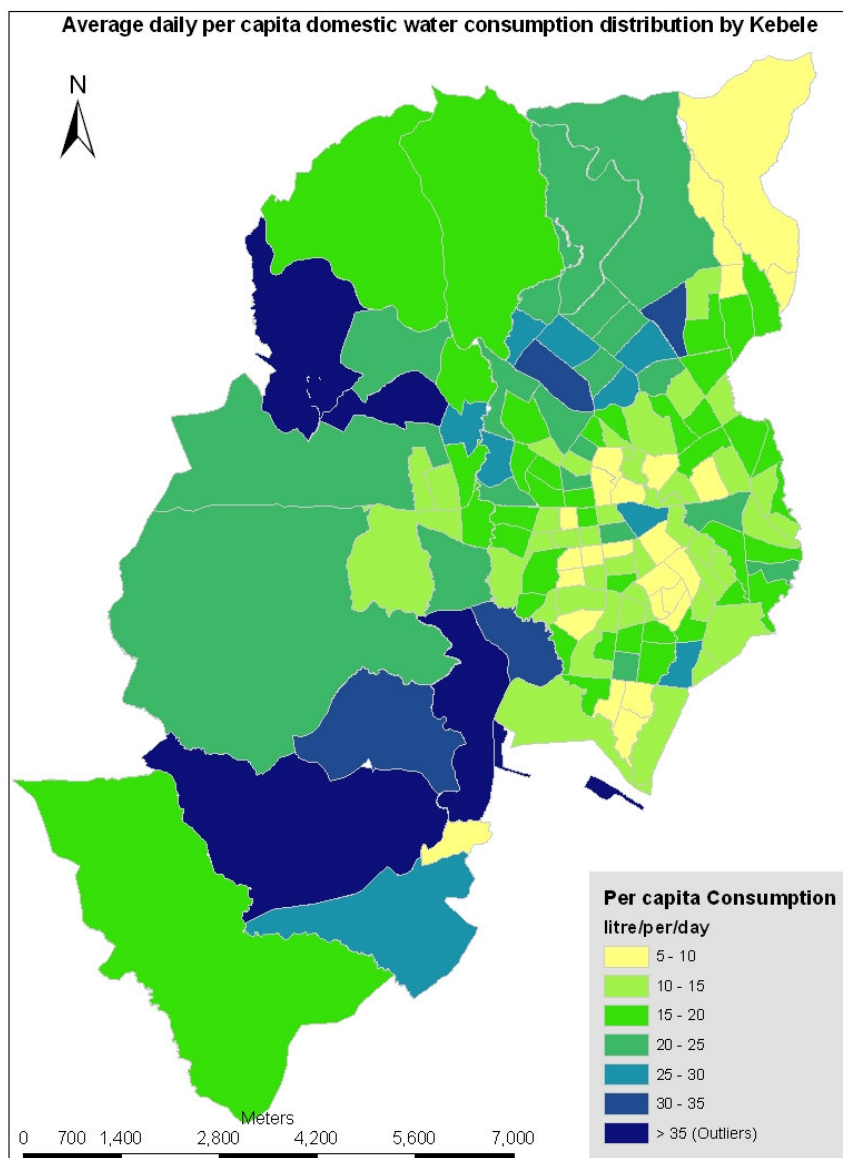 Average daily per capita domestic water consumption distribution by Kebele
N
Per capita Consumption
litre/per/day
5 - 10
10 - 15
15 - 20
20 - 25
25 - 30
30 - 35
> 35 (Outliers)
Meters
0 700 1,400 2,800 4,200 5,600 7,000